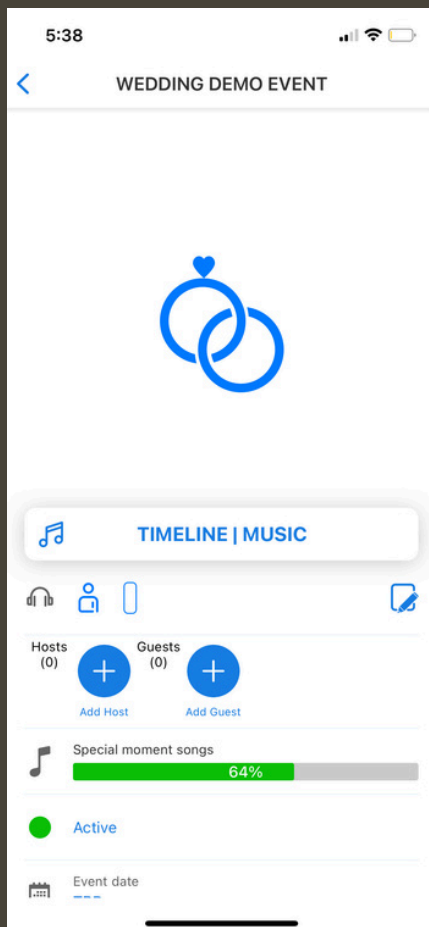 5:38
WEDDING DEMO EVENT
TIMELINE | MUSIC
Hosts
(0)
Guests
(0)
Add Host
Add Guest
Special moment songs
64%
Active
Event date